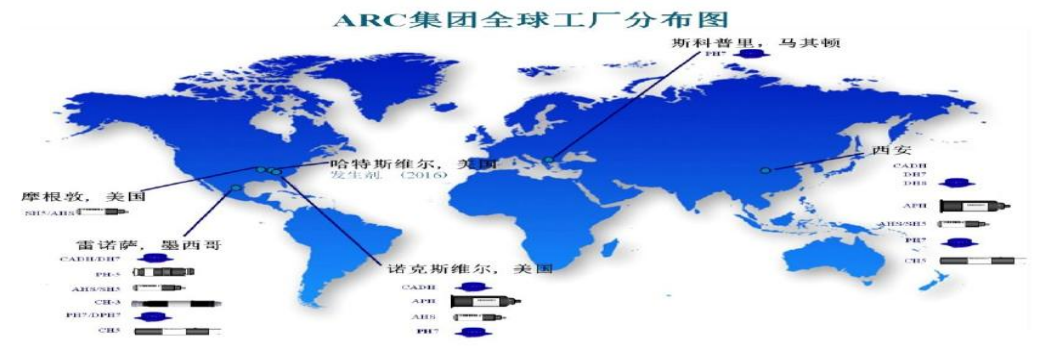 ARC集团全球工厂分布图
斯科普里，马其顿
PH7
哈特斯维尔，美国
发生剂 (2016)
西安
CADH
DH7
DH8
APH
AHS/SH5
PH7
CH5
摩根敦，美国
SH5/AHS
雷诺萨，墨西哥
CADH/DH7
PH-5
AHS/SH5
CH-3
PH7/DPH7
CH5
诺克斯维尔，美国
CADH
APH
AHS
PH7